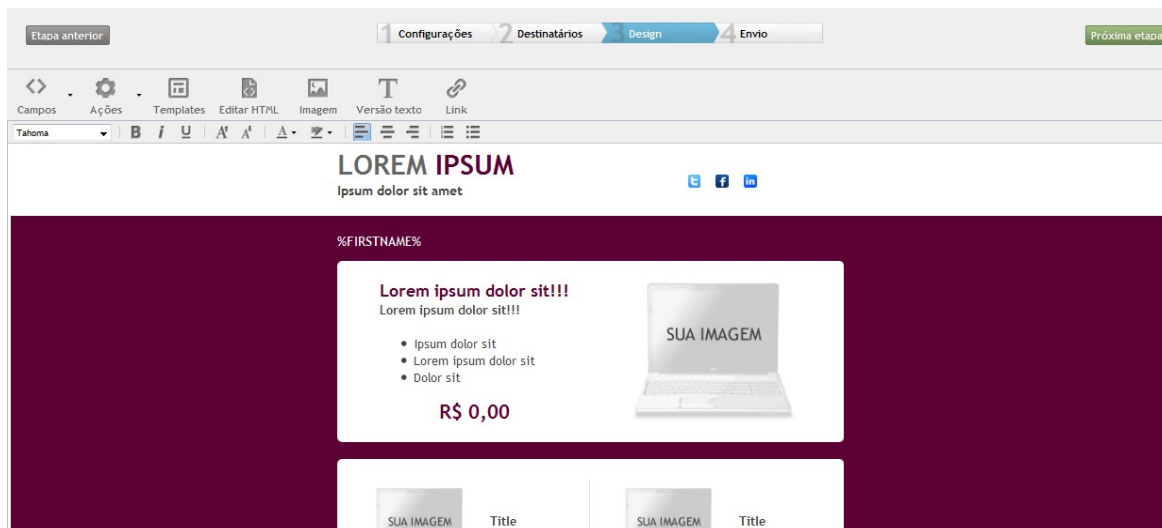 Etapa anterior
1 Configurações 2 Destinatários 3 Design 4 Envio
Próxima etapa
Campos Ações Templates Editar HTML Imagem Versão texto Link
Tahoma B i U A A A
LOREM IPSUM
Ipsum dolor sit amet
%FIRSTNAME%
Lorem ipsum dolor sit!!!
Lorem ipsum dolor sit!!!
• Ipsum dolor sit
• Lorem ipsum dolor sit
• Dolor sit
R$ 0,00
SUA IMAGEM
SUA IMAGEM Title
SUA IMAGEM Title